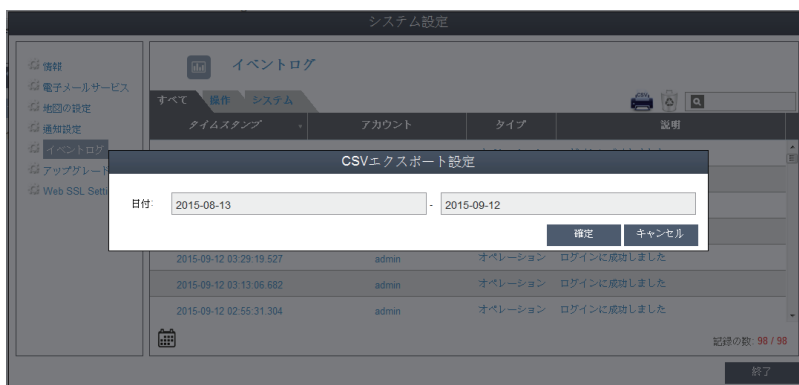 システム設定
情報
電子メールサービス
地図の設定
通知設定
イベントログ
アップグレード
Web SSL Setti
イベントログ
すべて 操作 システム
タイムスタンプ アカウント タイプ 説明
CSVエクスポート設定
日付: 2015-08-13 - 2015-09-12
確定 キャンセル
2015-09-12 03:29:19.527 admin オペレーション ログインに成功しました
2015-09-12 03:13:06.682 admin オペレーション ログインに成功しました
2015-09-12 02:55:31.304 admin オペレーション ログインに成功しました
記録の数: 98 / 98
終了